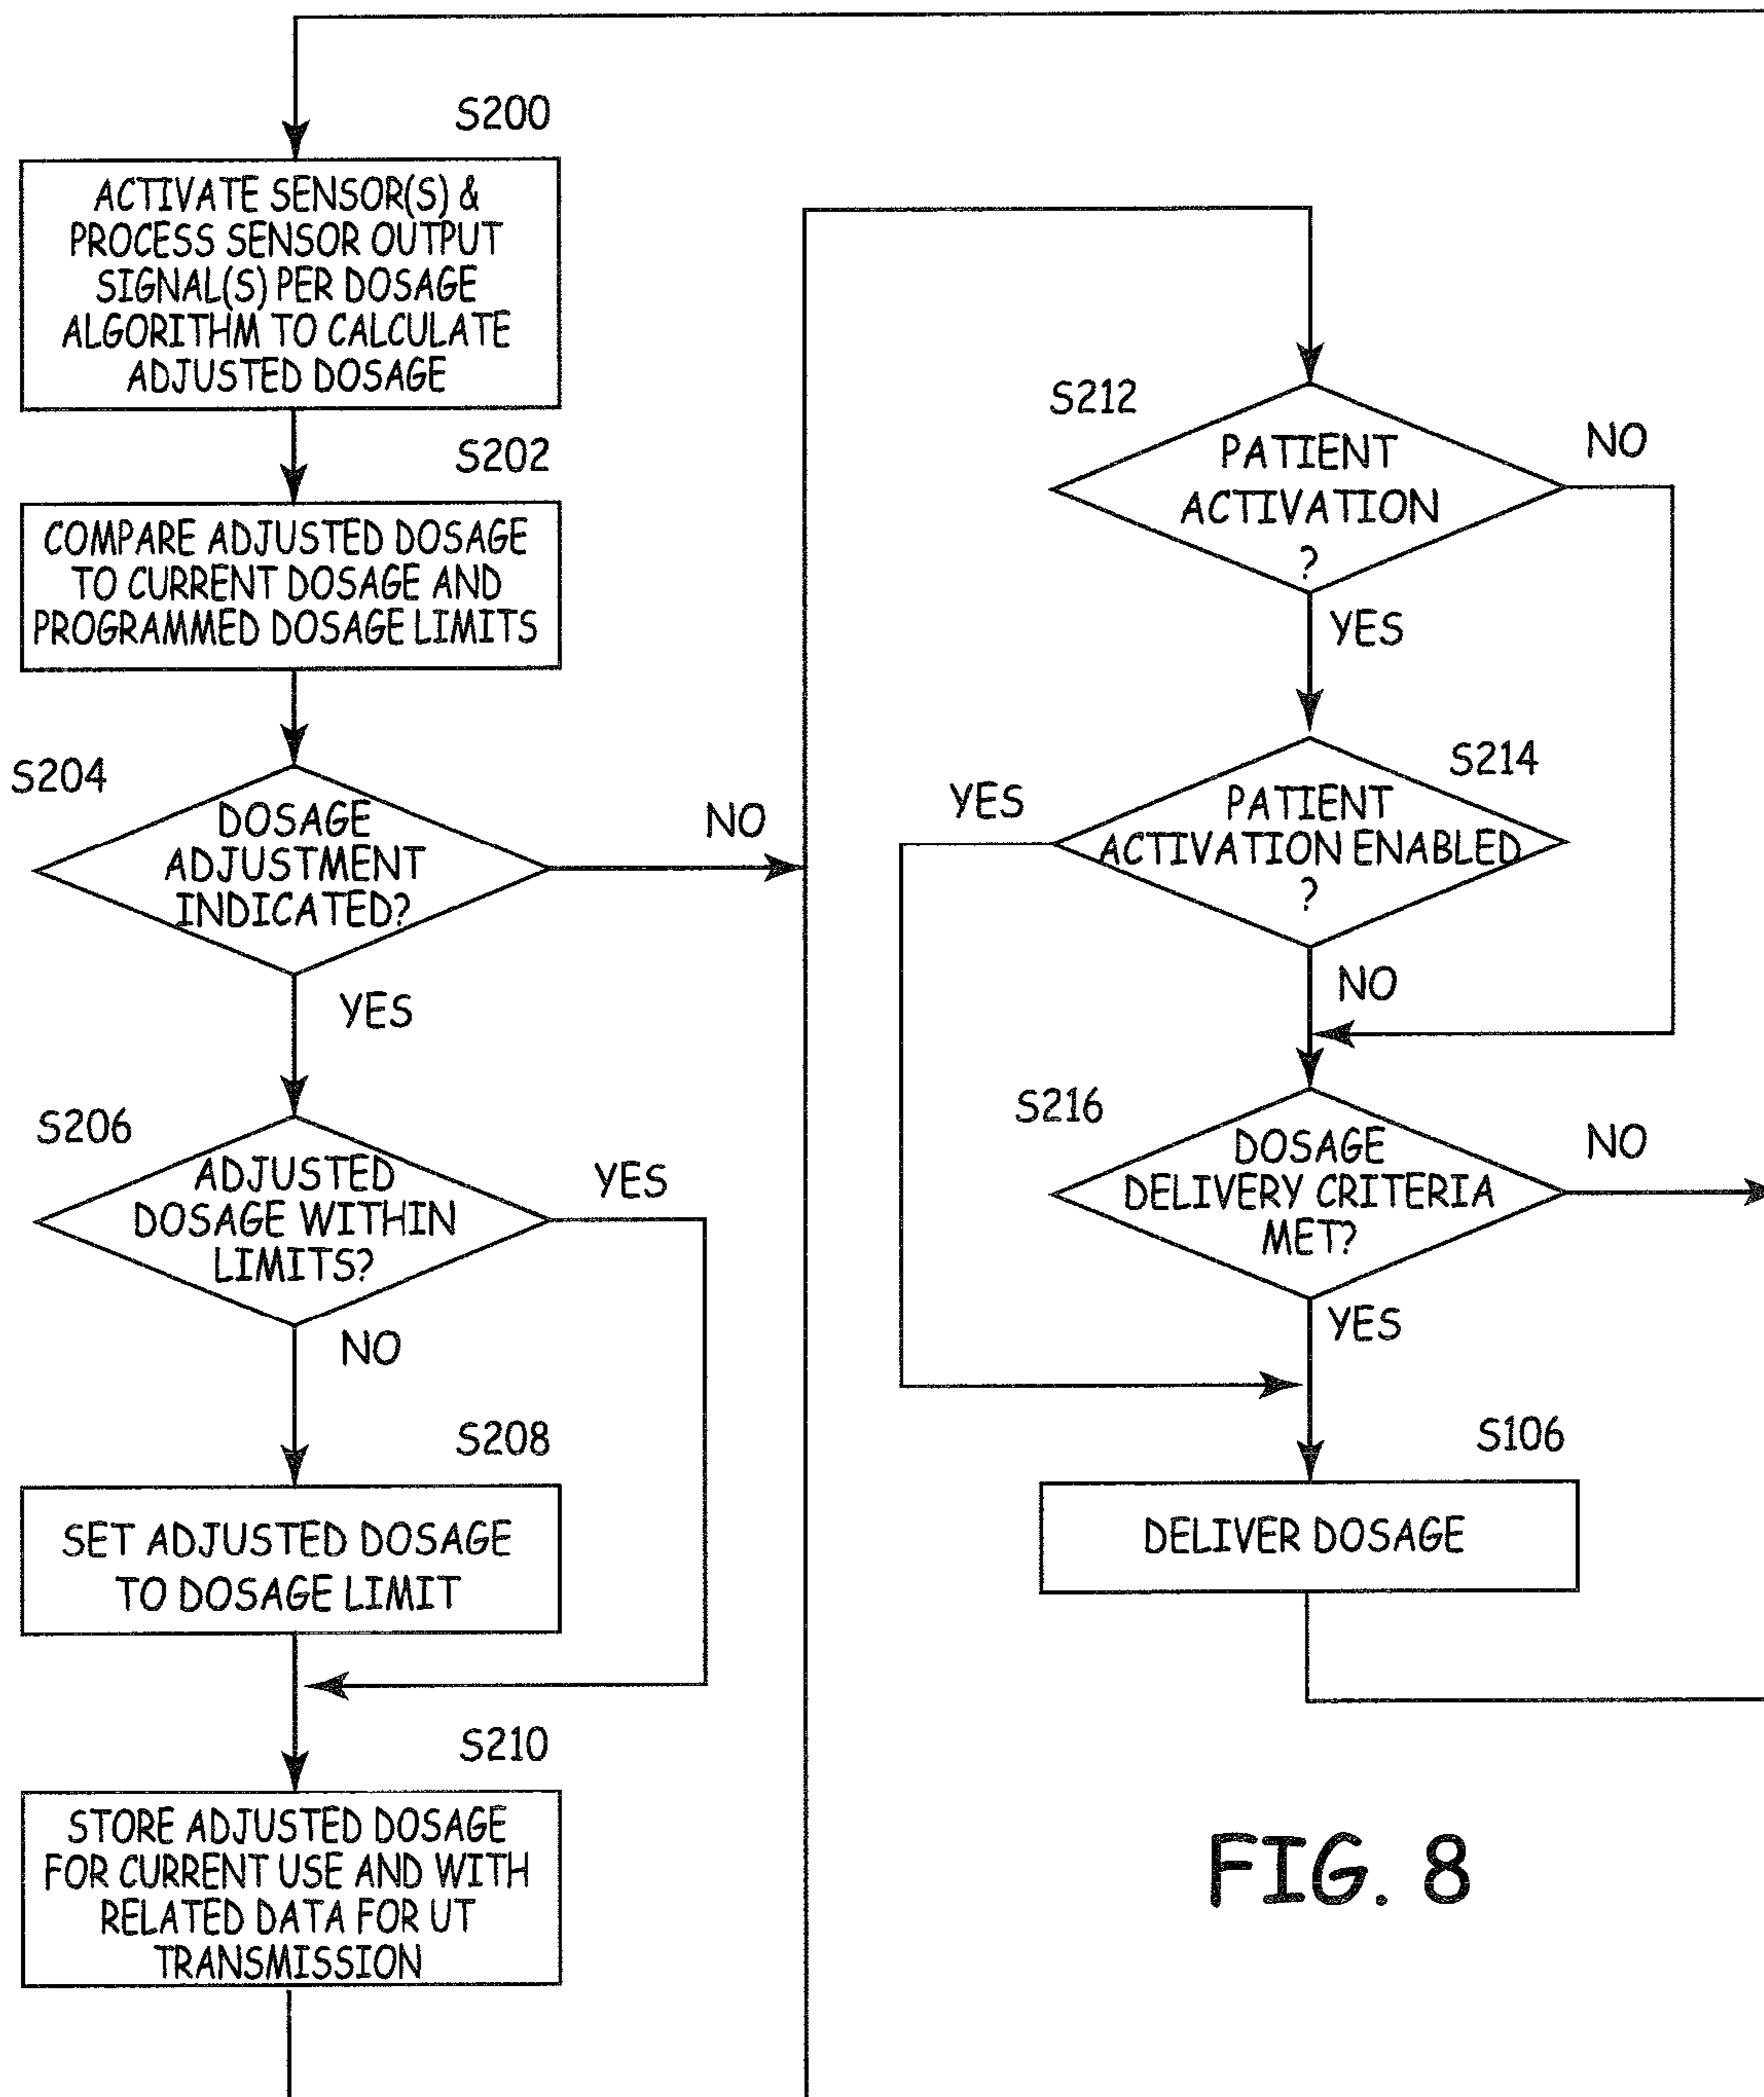 S200
ACTIVATE SENSOR(S) &
PROCESS SENSOR OUTPUT
SIGNAL(S) PER DOSAGE
ALGORITHM TO CALCULATE
ADJUSTED DOSAGE
S202
COMPARE ADJUSTED DOSAGE
TO CURRENT DOSAGE AND
PROGRAMMED DOSAGE LIMITS
S204
DOSAGE
ADJUSTMENT
INDICATED?
NO
YES
S206
ADJUSTED
DOSAGE WITHIN
LIMITS?
YES
NO
S208
SET ADJUSTED DOSAGE
TO DOSAGE LIMIT
S210
STORE ADJUSTED DOSAGE
FOR CURRENT USE AND WITH
RELATED DATA FOR UT
TRANSMISSION
S212
PATIENT
ACTIVATION
?
NO
YES
S214
PATIENT
ACTIVATION ENABLED
?
YES
NO
S216
DOSAGE
DELIVERY CRITERIA
MET?
NO
YES
S106
DELIVER DOSAGE
FIG. 8